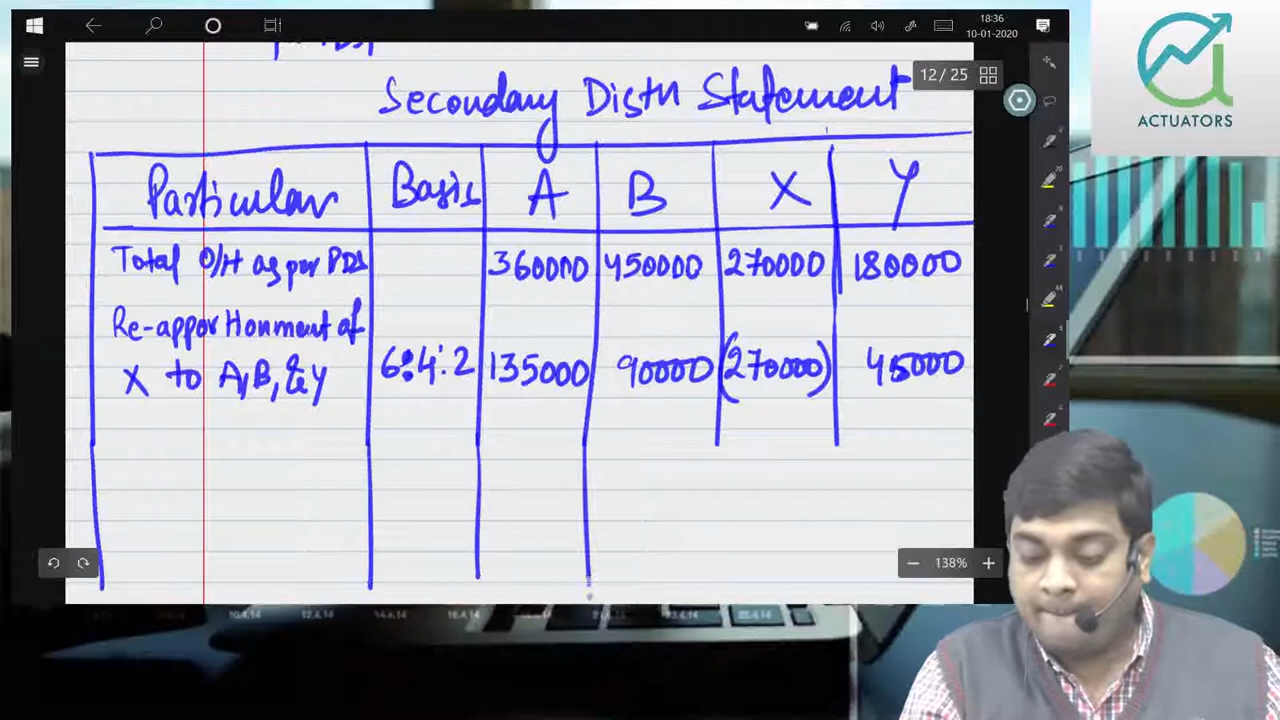 18:36
10-01-2020
12/25
ACTUATORS
Secondary Distn Statement
Particular Basis A B X Y
Total O/H as per PDS 360000 450000 270000 180000
Re-apportionment of
X to A, B, & Y 6:4:2 135000 90000 (270000) 45000
138%